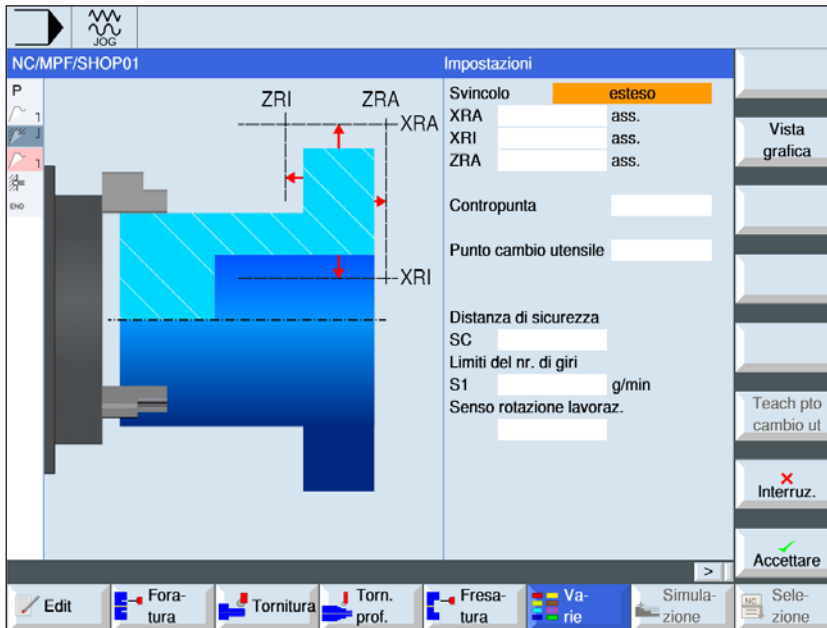 JOG
NC/MPF/SHOP01
Impostazioni
P
END
ZRI
ZRA
XRA
XRI
Svincolo esteso
XRA ass.
XRI ass.
ZRA ass.
Contropunta
Punto cambio utensile
Distanza di sicurezza
SC
Limiti del nr. di giri
S1 g/min
Senso rotazione lavoraz.
Vista
grafica
Teach pto
cambio ut
Interruz.
Accettare
>
Edit
Fora-
tura
Tornitura
Torn.
prof.
Fresa-
tura
Va-
rie
Simula-
zione
NC
Sele-
zione